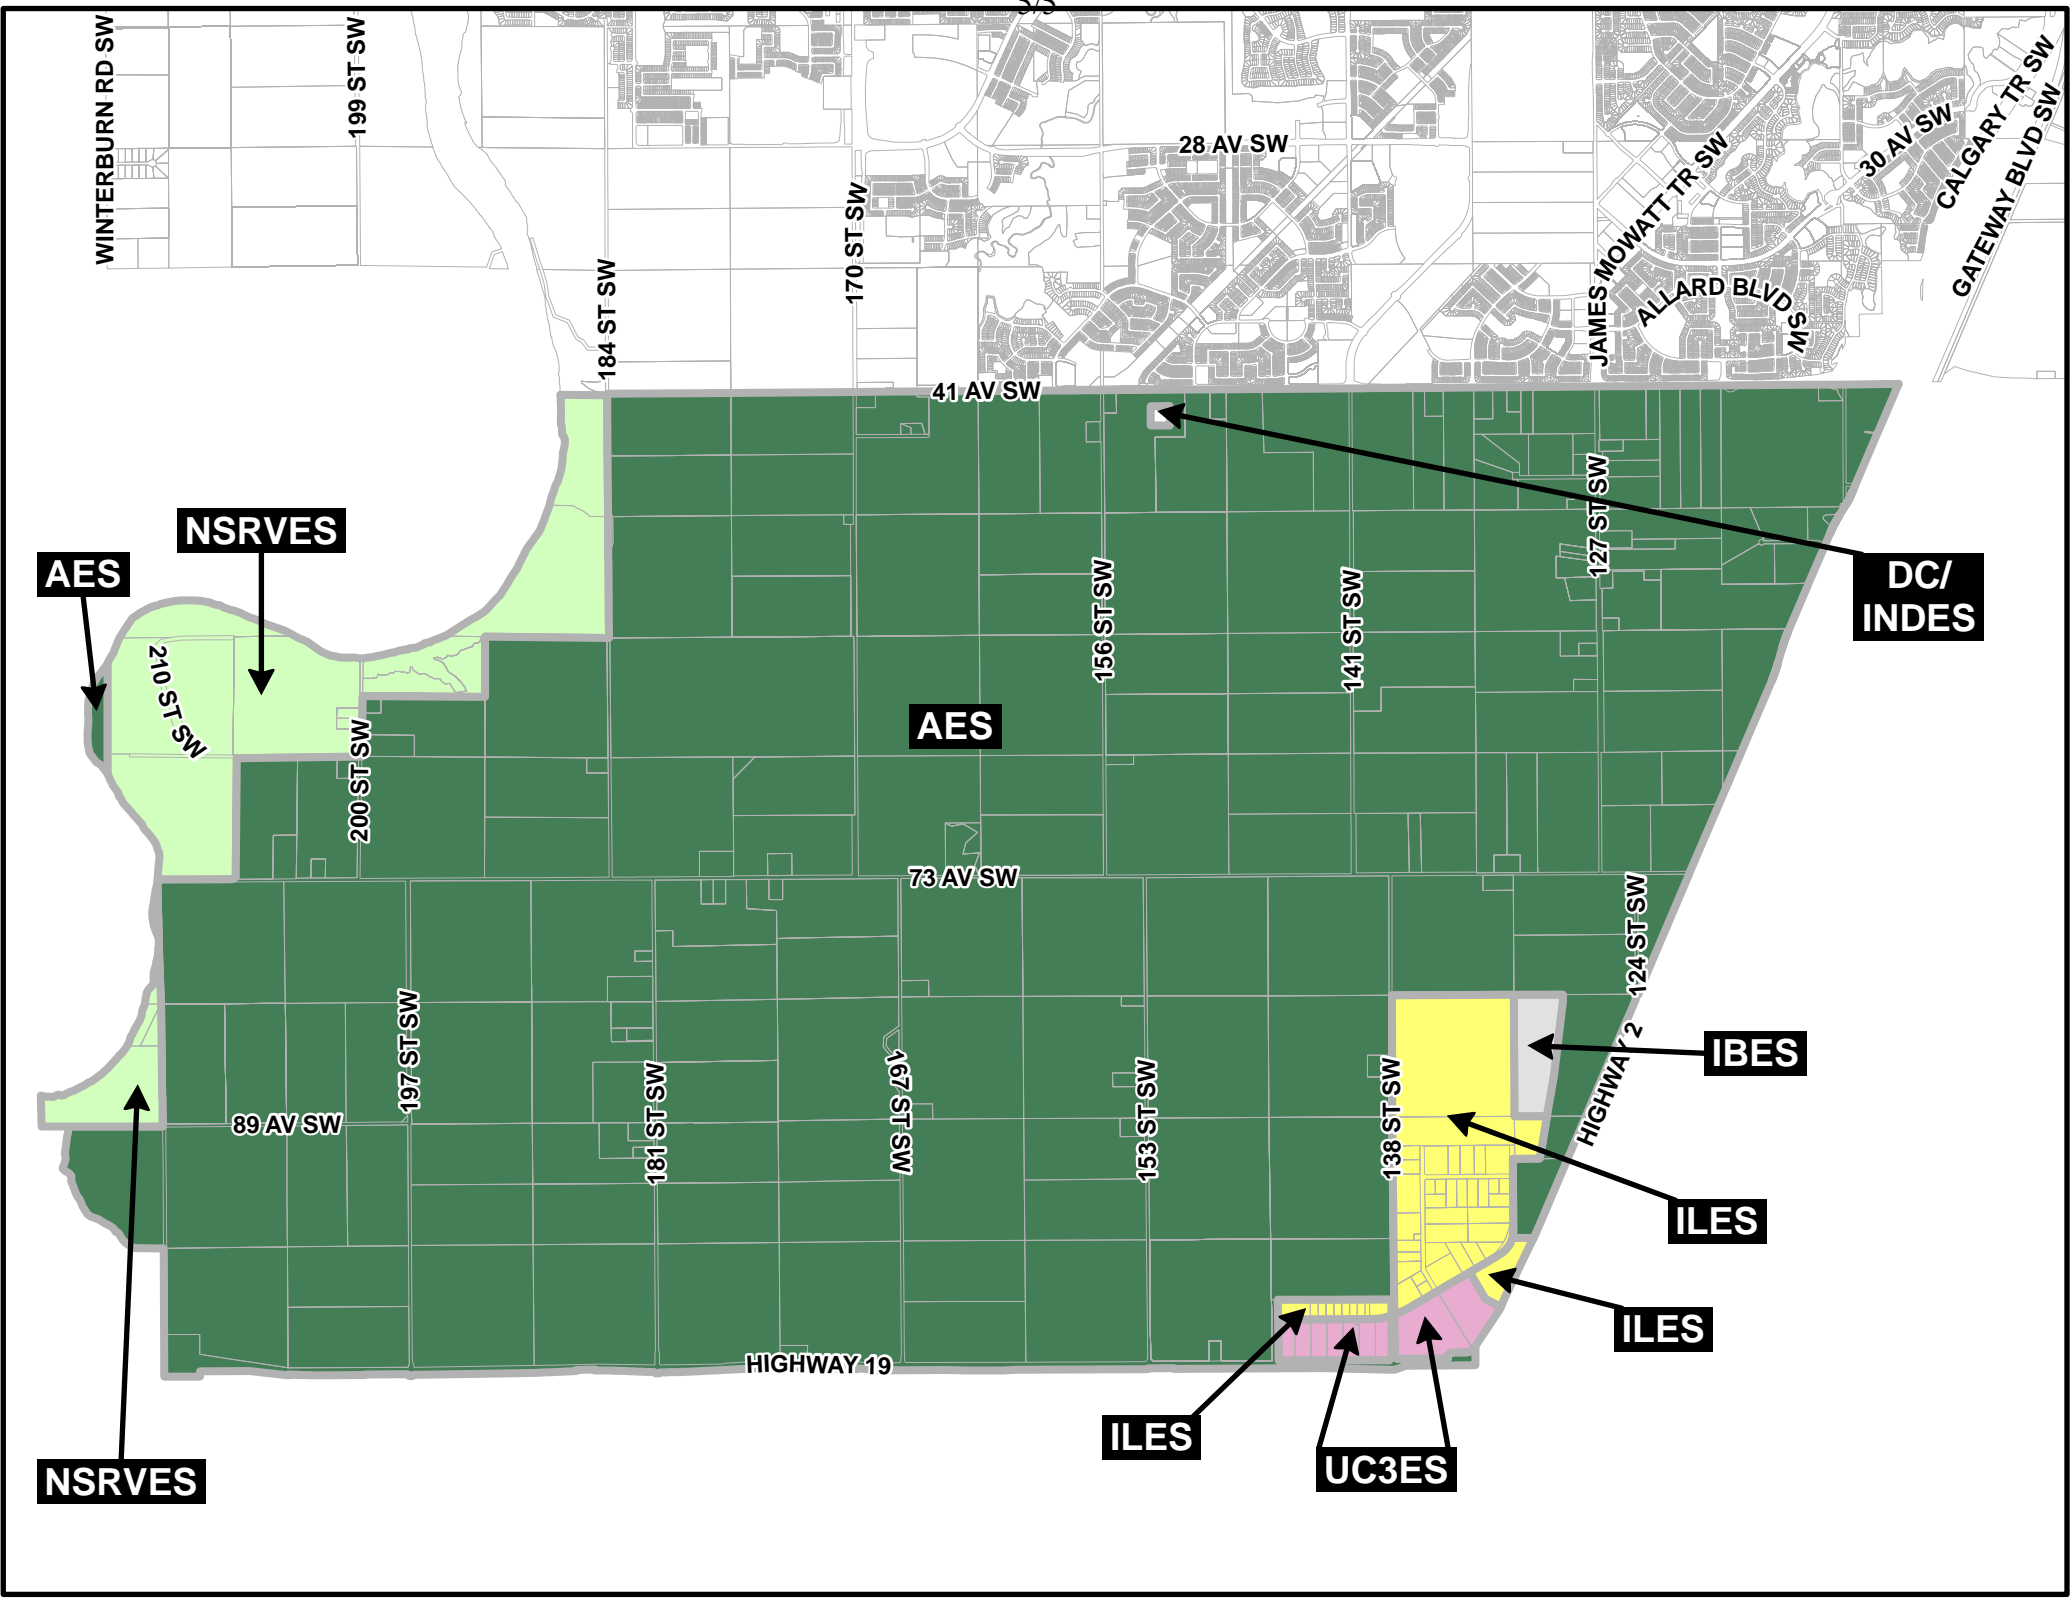 5/5
WINTERBURN RD SW
199 ST SW
184 ST SW
170 ST SW
28 AV SW
JAMES MOWATT TR SW
ALLARD BLVD SW
30 AV SW
CALGARY TR SW
GATEWAY BLVD SW
41 AV SW
NSRVES
AES
210 ST SW
200 ST SW
156 ST SW
141 ST SW
127 ST SW
DC/
INDES
AES
73 AV SW
124 ST SW
HIGHWAY 2
197 ST SW
89 AV SW
181 ST SW
167 ST SW
153 ST SW
138 ST SW
IBES
ILES
ILES
HIGHWAY 19
ILES
UC3ES
NSRVES